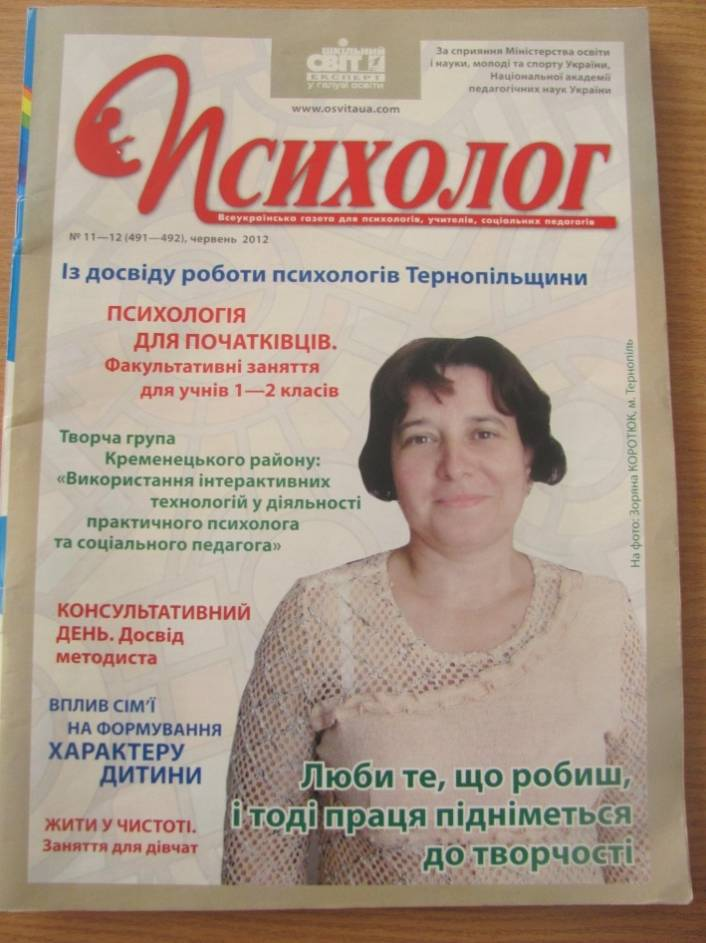 ШКІЛЬНИЙ
СВІТ
ЕКСПЕРТ
у галузі освіти
www.osvitaua.com
За сприяння Міністерства освіти
і науки, молоді та спорту України,
Національної академії
педагогічних наук України
Психолог
Всеукраїнська газета для психологів, учителів, соціальних педагогів
№ 11—12 (491—492), червень 2012
Із досвіду роботи психологів Тернопільщини
ПСИХОЛОГІЯ
ДЛЯ ПОЧАТКІВЦІВ.
Факультативні заняття
для учнів 1—2 класів
Творча група
Кременецького району:
«Використання інтерактивних
технологій у діяльності
практичного психолога
та соціального педагога»
КОНСУЛЬТАТИВНИЙ
ДЕНЬ. Досвід
методиста
ВПЛИВ СІМ’Ї
НА ФОРМУВАННЯ
ХАРАКТЕРУ
ДИТИНИ
ЖИТИ У ЧИСТОТІ.
Заняття для дівчат
На фото: Зоряна КОРОТЮК, м. Тернопіль
Люби те, що робиш,
і тоді праця підніметься
до творчості